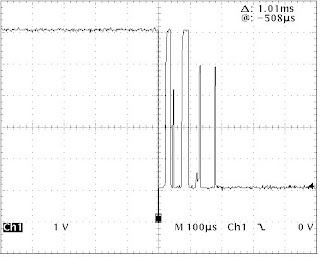 Δ: 1.01ms
@: -508µs
Ch1 1 V M 100µs Ch1 0 V